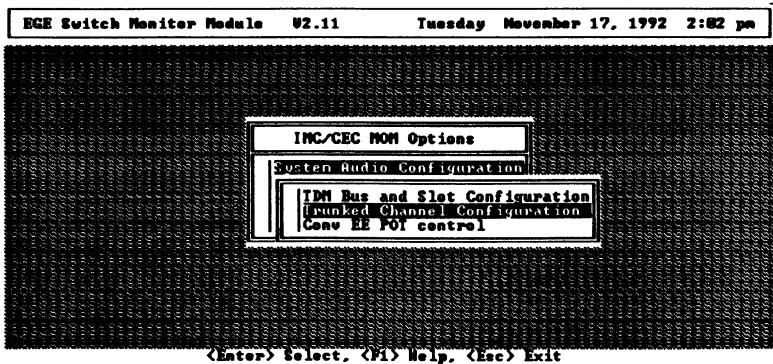 EGE Switch Monitor Module V2.11 Tuesday November 17, 1992 2:02 pm
IMC/CEC MOM Options
System Audio Configuration
TDM Bus and Slot Configuration
Trunked Channel Configuration
Conv EE POT control
<Enter> Select, <F1> Help, <Esc> Exit